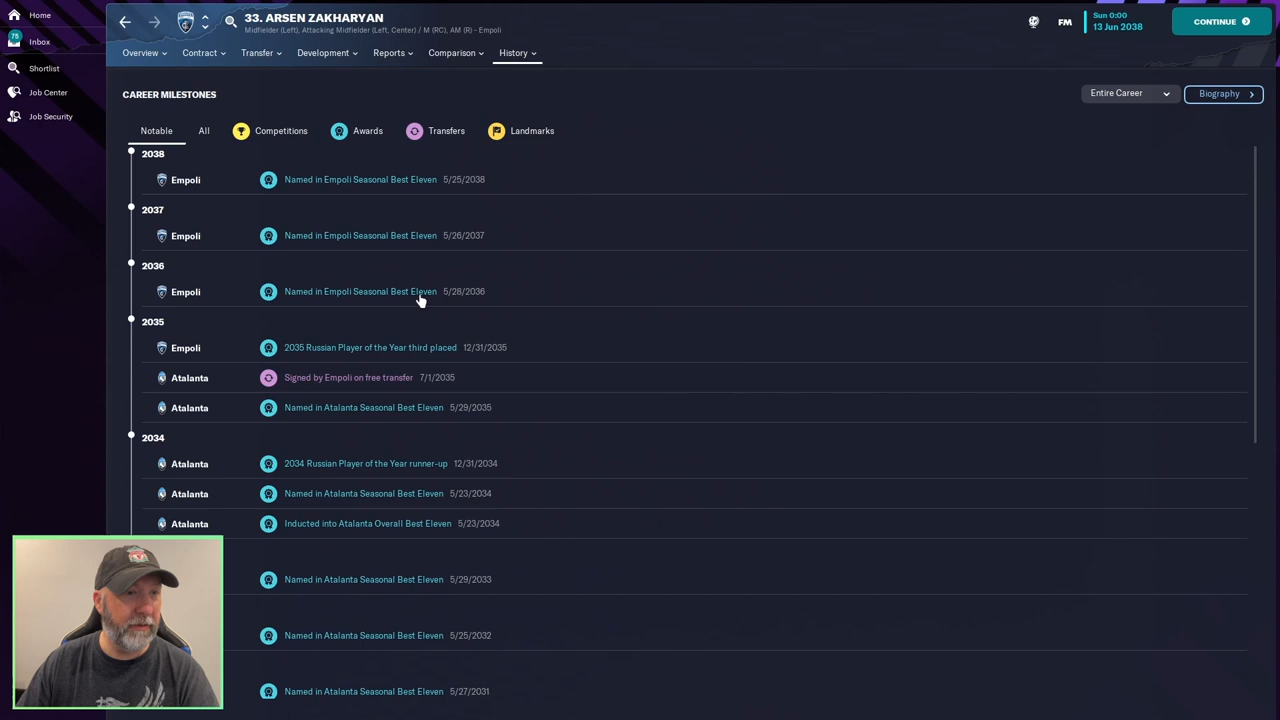 Home
75
Inbox
Shortlist
Job Center
Job Security
33. ARSEN ZAKHARYAN
Midfielder (Left), Attacking Midfielder (Left, Center) / M (RC), AM (R) - Empoli
FM
Sun 0:00
13 Jun 2038
CONTINUE
Overview
Contract
Transfer
Development
Reports
Comparison
History
CAREER MILESTONES
Entire Career
Biography
Notable
All
Competitions
Awards
Transfers
Landmarks
2038
Empoli Named in Empoli Seasonal Best Eleven 5/25/2038
2037
Empoli Named in Empoli Seasonal Best Eleven 5/26/2037
2036
Empoli Named in Empoli Seasonal Best Eleven 5/28/2036
2035
Empoli 2035 Russian Player of the Year third placed 12/31/2035
Atalanta Signed by Empoli on free transfer 7/1/2035
Atalanta Named in Atalanta Seasonal Best Eleven 5/29/2035
2034
Atalanta 2034 Russian Player of the Year runner-up 12/31/2034
Atalanta Named in Atalanta Seasonal Best Eleven 5/23/2034
Atalanta Inducted into Atalanta Overall Best Eleven 5/23/2034
Named in Atalanta Seasonal Best Eleven 5/29/2033
Named in Atalanta Seasonal Best Eleven 5/25/2032
Named in Atalanta Seasonal Best Eleven 5/27/2031